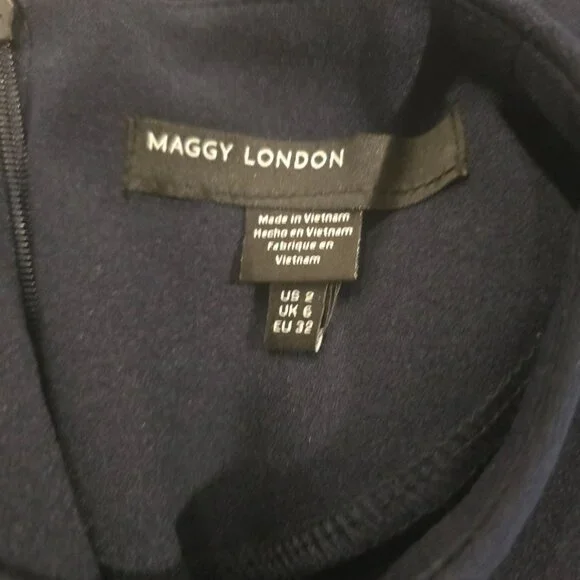 MAGGY LONDON
Made in Vietnam
Hecho en Vietnam
Fabrique en
Vietnam
US 2
UK 6
EU 32